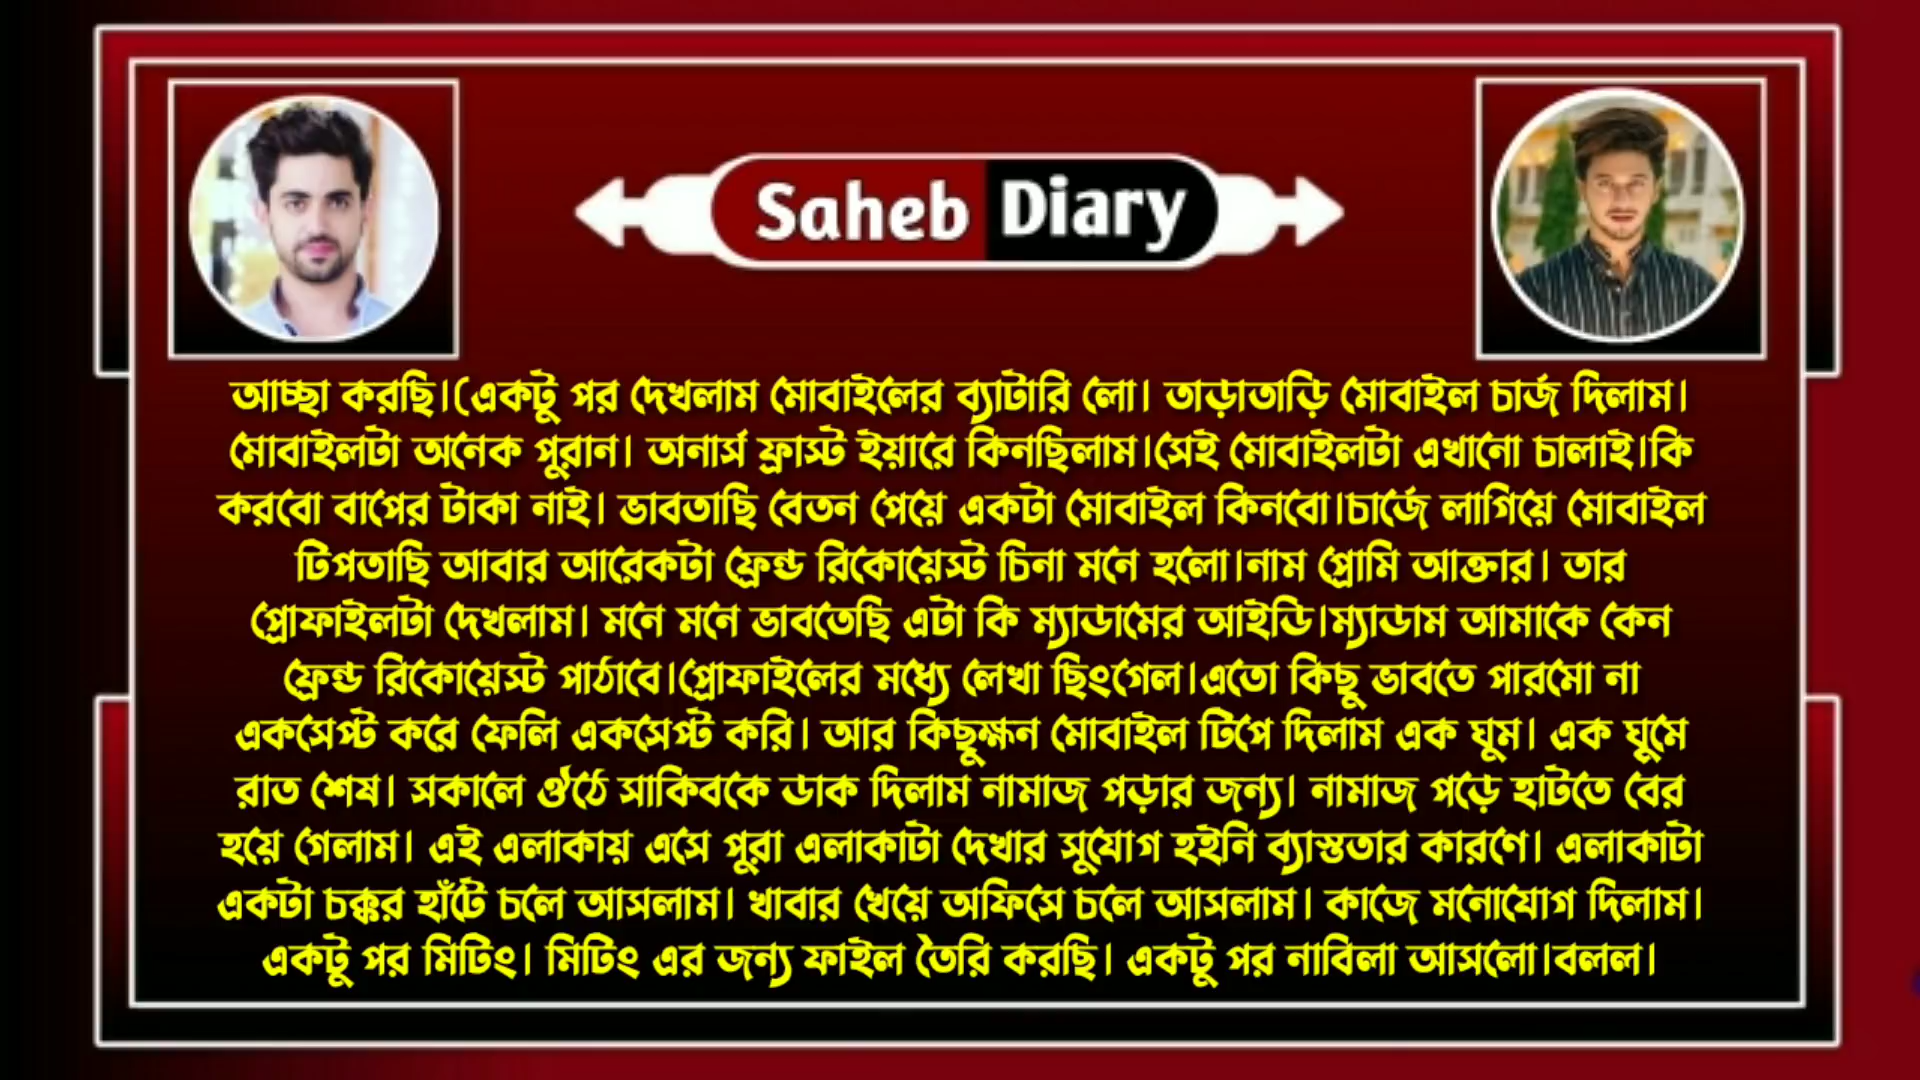 Saheb Diary
আচ্ছা করছি।(একটু পর দেখলাম মোবাইলের ব্যাটারি লো। তাড়াতাড়ি মোবাইল চার্জ দিলাম।
মোবাইলটা অনেক পুরান। অনার্স ফ্রাস্ট ইয়ারে কিনছিলাম।সেই মোবাইলটা এখানো চালাই।কি
করবো বাপের টাকা নাই। ভাবতাছি বেতন পেয়ে একটা মোবাইল কিনবো।চার্জে লাগিয়ে মোবাইল
টিপতাছি আবার আরেকটা ফ্রেন্ড রিকোয়েস্ট চিনা মনে হলো।নাম প্রোমি আক্তার। তার
প্রোফাইলটা দেখলাম। মনে মনে ভাবতেছি এটা কি ম্যাডামের আইডি।ম্যাডাম আমাকে কেন
ফ্রেন্ড রিকোয়েস্ট পাঠাবে।প্রোফাইলের মধ্যে লেখা ছিংগেল।এতো কিছু ভাবতে পারমো না
একসেপ্ট করে ফেলি একসেপ্ট করি। আর কিছুক্ষন মোবাইল টিপে দিলাম এক ঘুম। এক ঘুমে
রাত শেষ। সকালে ঔঠে সাকিবকে ডাক দিলাম নামাজ পড়ার জন্য। নামাজ পড়ে হাটতে বের
হয়ে গেলাম। এই এলাকায় এসে পুরা এলাকাটা দেখার সুযোগ হইনি ব্যাস্ততার কারণে। এলাকাটা
একটা চক্কর হাঁটে চলে আসলাম। খাবার খেয়ে অফিসে চলে আসলাম। কাজে মনোযোগ দিলাম।
একটু পর মিটিং। মিটিং এর জন্য ফাইল তৈরি করছি। একটু পর নাবিলা আসলো।বলল।